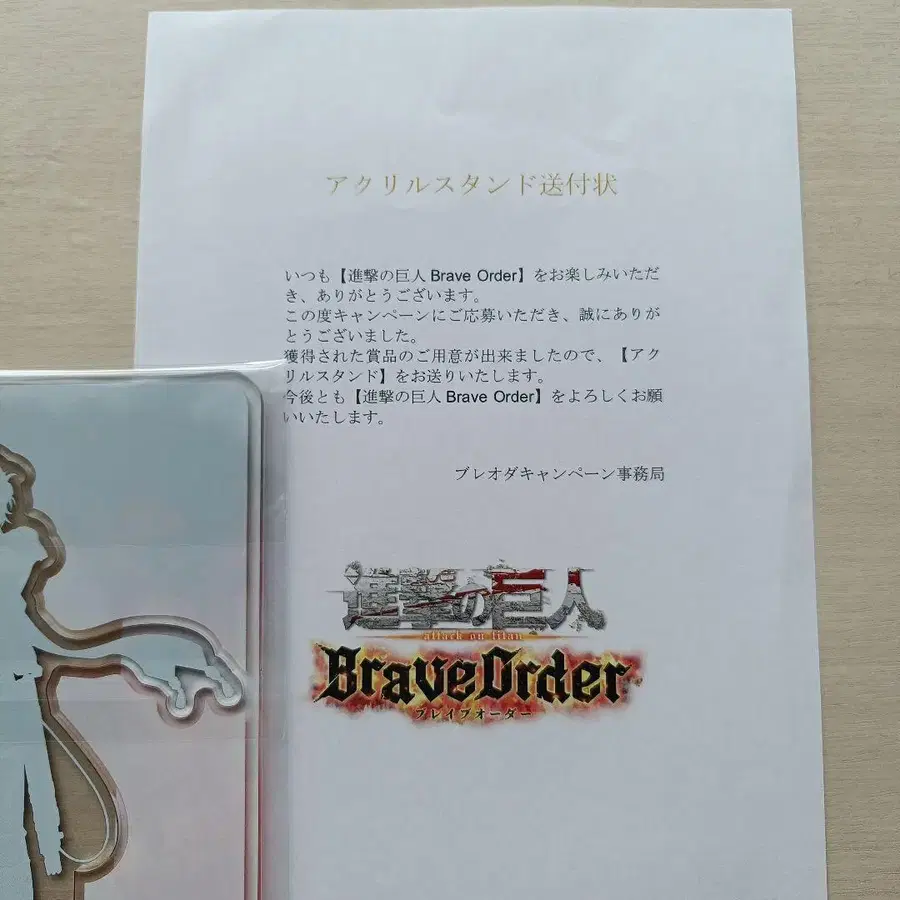 アクリルスタンド送付状
いつも【進撃の巨人 Brave Order】をお楽しみいただ
き、ありがとうございます。
この度キャンペーンにご応募いただき、誠にありが
とうございました。
獲得された賞品のご用意が出来ましたので、【アク
リルスタンド】をお送りいたします。
今後とも【進撃の巨人 Brave Order】をよろしくお願
いいたします。
ブレオダキャンペーン事務局
進撃の巨人
attack on titan
BraveOrder
ブレイブオーダー